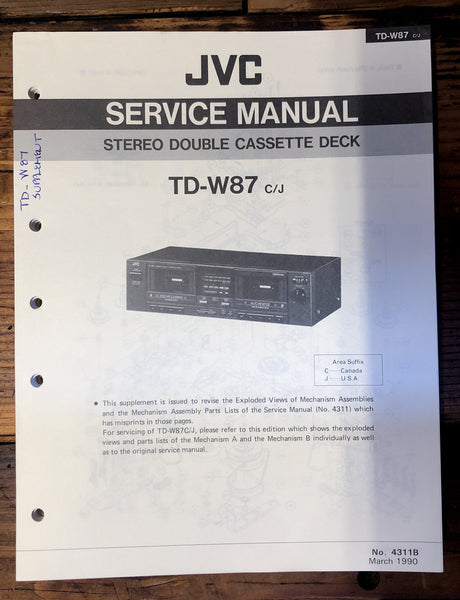 TD-W87 C/J
JVC
SERVICE MANUAL
STEREO DOUBLE CASSETTE DECK
TD-W87
SUPPLEMENT
TD-W87 C/J
JVC
Area Suffix
C ---- Canada
J ---- U.S.A
● This supplement is issued to revise the Exploded Views of Mechanism Assemblies
and the Mechanism Assembly Parts Lists of the Service Manual (No. 4311) which
has misprints in those pages.
For servicing of TD-W87C/J, please refer to this edition which shows the exploded
views and parts lists of the Mechanism A and the Mechanism B individually as well
as to the original service manual.
No. 4311B
March 1990